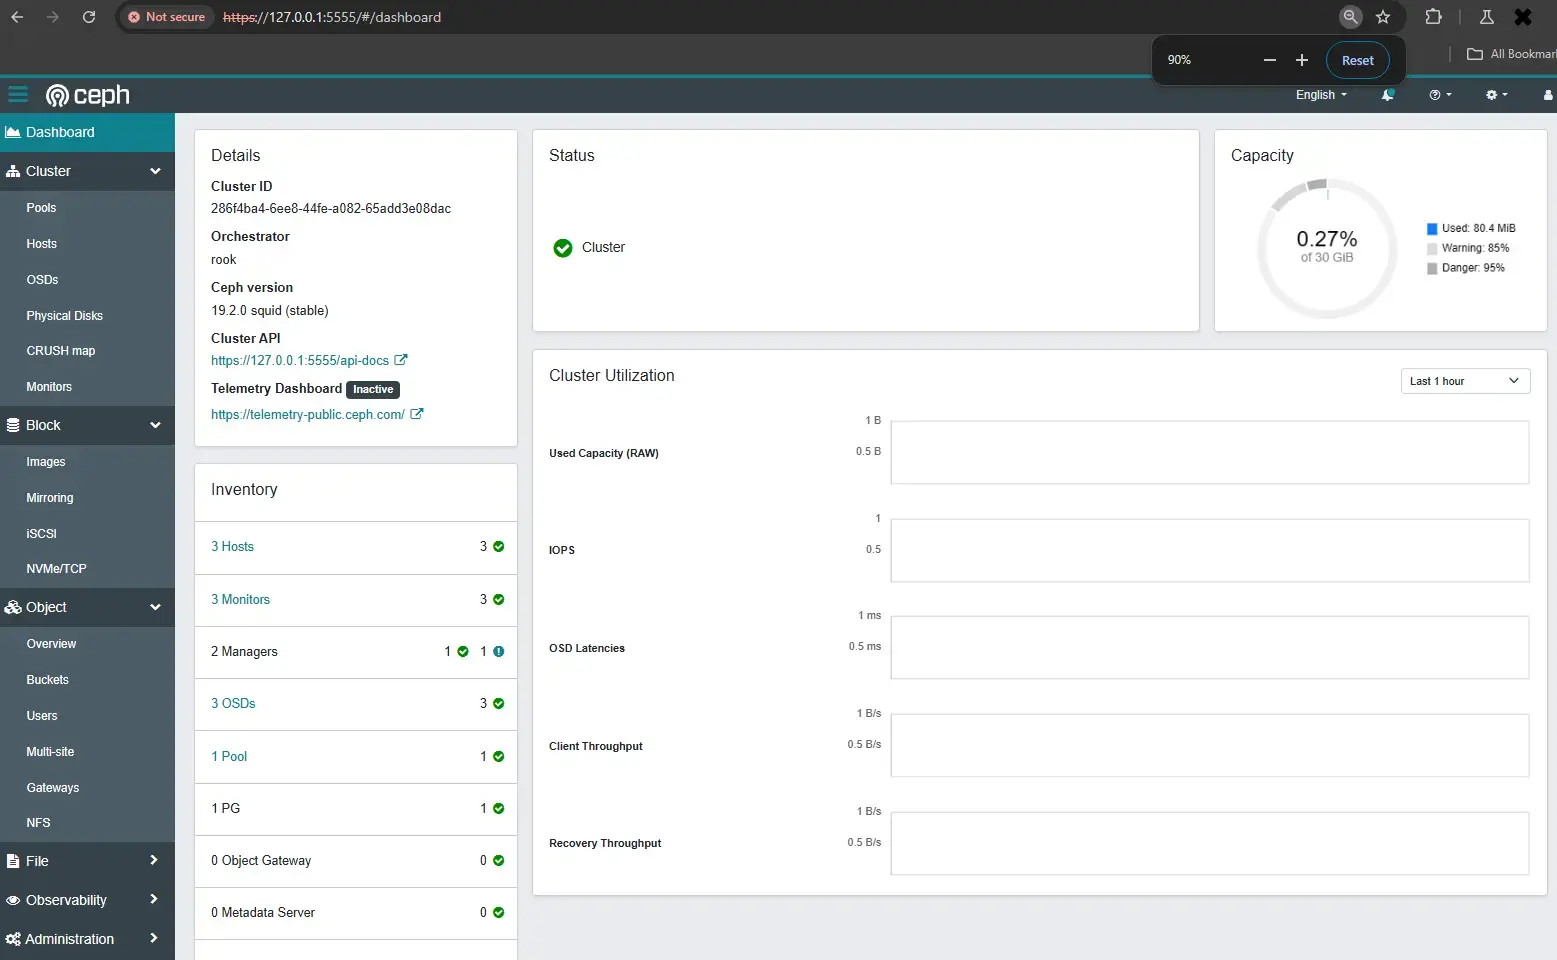 Not secure
https://127.0.0.1:5555/#/dashboard
90%
Reset
All Bookmar
ceph
English
Dashboard
Cluster
Pools
Hosts
OSDs
Physical Disks
CRUSH map
Monitors
Block
Images
Mirroring
iSCSI
NVMe/TCP
Object
Overview
Buckets
Users
Multi-site
Gateways
NFS
File
Observability
Administration
Details
Cluster ID
286f4ba4-6ee8-44fe-a082-65add3e08dac
Orchestrator
rook
Ceph version
19.2.0 squid (stable)
Cluster API
https://127.0.0.1:5555/api-docs
Telemetry Dashboard Inactive
https://telemetry-public.ceph.com/
Inventory
3 Hosts 3
3 Monitors 3
2 Managers 1 1
3 OSDs 3
1 Pool 1
1 PG 1
0 Object Gateway 0
0 Metadata Server 0
Status
Cluster
Capacity
0.27%
of 30 GiB
Used: 80.4 MiB
Warning: 85%
Danger: 95%
Cluster Utilization
Last 1 hour
Used Capacity (RAW)
1 B
0.5 B
IOPS
1
0.5
OSD Latencies
1 ms
0.5 ms
Client Throughput
1 B/s
0.5 B/s
Recovery Throughput
1 B/s
0.5 B/s